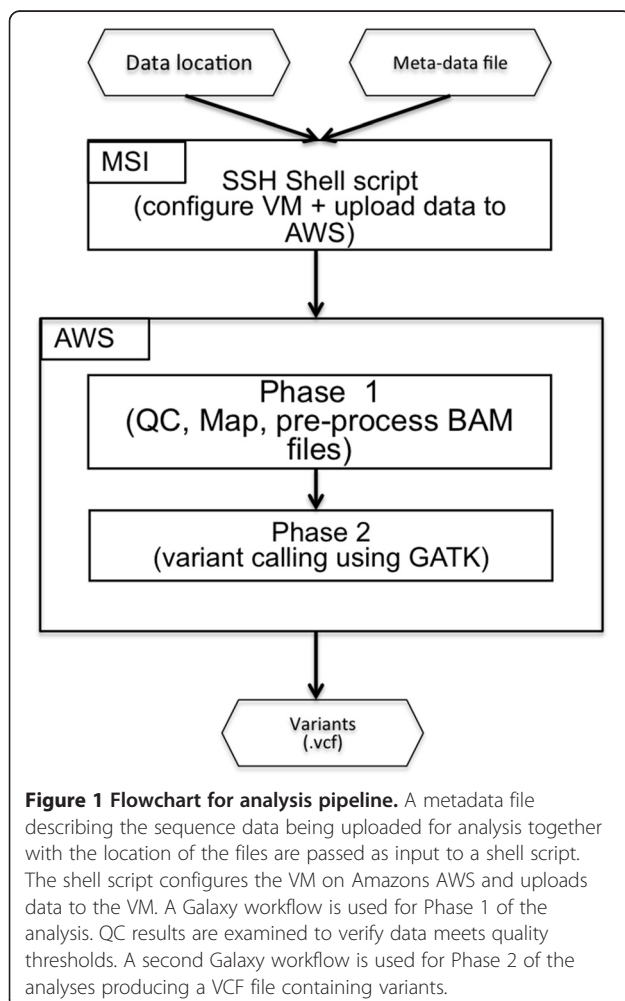 Data location
Meta-data file
MSI
SSH Shell script
(configure VM + upload data to
AWS)
AWS
Phase 1
(QC, Map, pre-process BAM
files)
Phase 2
(variant calling using GATK)
Variants
(.vcf)
Figure 1 Flowchart for analysis pipeline. A metadata file
describing the sequence data being uploaded for analysis together
with the location of the files are passed as input to a shell script.
The shell script configures the VM on Amazons AWS and uploads
data to the VM. A Galaxy workflow is used for Phase 1 of the
analysis. QC results are examined to verify data meets quality
thresholds. A second Galaxy workflow is used for Phase 2 of the
analyses producing a VCF file containing variants.